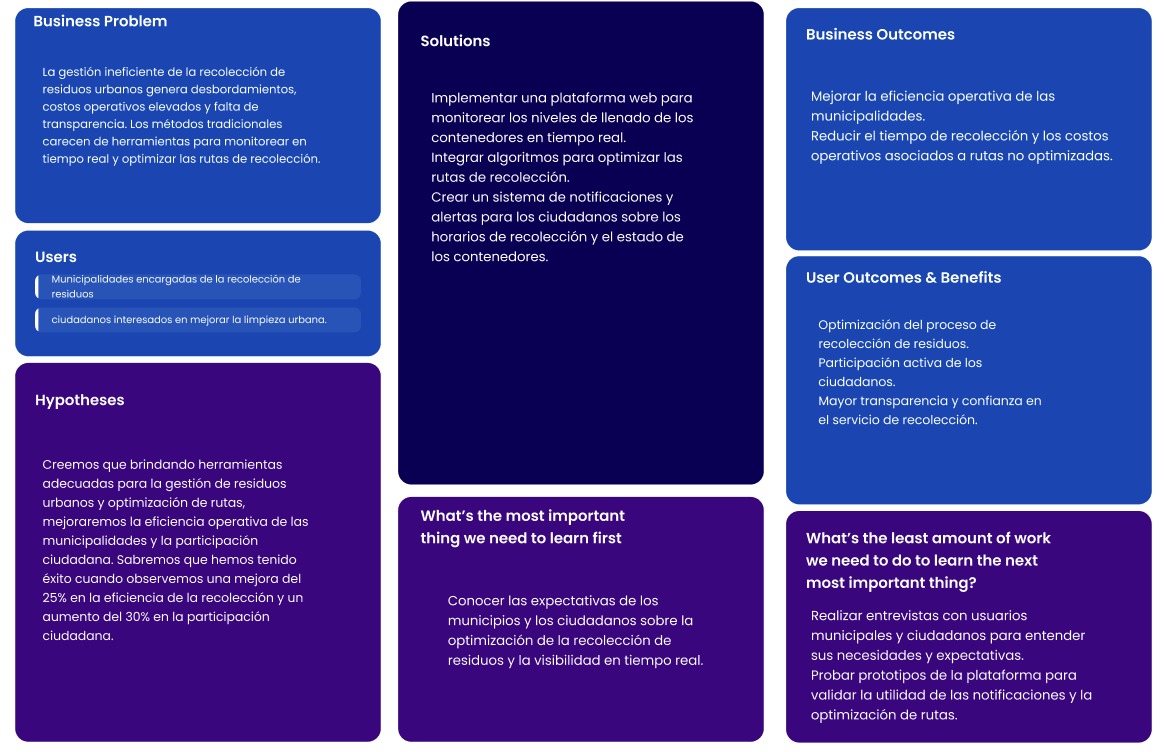 Business Problem
La gestión ineficiente de la recolección de
residuos urbanos genera desbordamientos,
costos operativos elevados y falta de
transparencia. Los métodos tradicionales
carecen de herramientas para monitorear en
tiempo real y optimizar las rutas de recolección.
Users
Municipalidades encargadas de la recolección de
residuos
ciudadanos interesados en mejorar la limpieza urbana.
Hypotheses
Creemos que brindando herramientas
adecuadas para la gestión de residuos
urbanos y optimización de rutas,
mejoraremos la eficiencia operativa de las
municipalidades y la participación
ciudadana. Sabremos que hemos tenido
éxito cuando observemos una mejora del
25% en la eficiencia de la recolección y un
aumento del 30% en la participación
ciudadana.
Solutions
Implementar una plataforma web para
monitorear los niveles de llenado de los
contenedores en tiempo real.
Integrar algoritmos para optimizar las
rutas de recolección.
Crear un sistema de notificaciones y
alertas para los ciudadanos sobre los
horarios de recolección y el estado de
los contenedores.
What's the most important
thing we need to learn first
Conocer las expectativas de los
municipios y los ciudadanos sobre la
optimización de la recolección de
residuos y la visibilidad en tiempo real.
Business Outcomes
Mejorar la eficiencia operativa de las
municipalidades.
Reducir el tiempo de recolección y los costos
operativos asociados a rutas no optimizadas.
User Outcomes & Benefits
Optimización del proceso de
recolección de residuos.
Participación activa de los
ciudadanos.
Mayor transparencia y confianza en
el servicio de recolección.
What's the least amount of work
we need to do to learn the next
most important thing?
Realizar entrevistas con usuarios
municipales y ciudadanos para entender
sus necesidades y expectativas.
Probar prototipos de la plataforma para
validar la utilidad de las notificaciones y la
optimización de rutas.